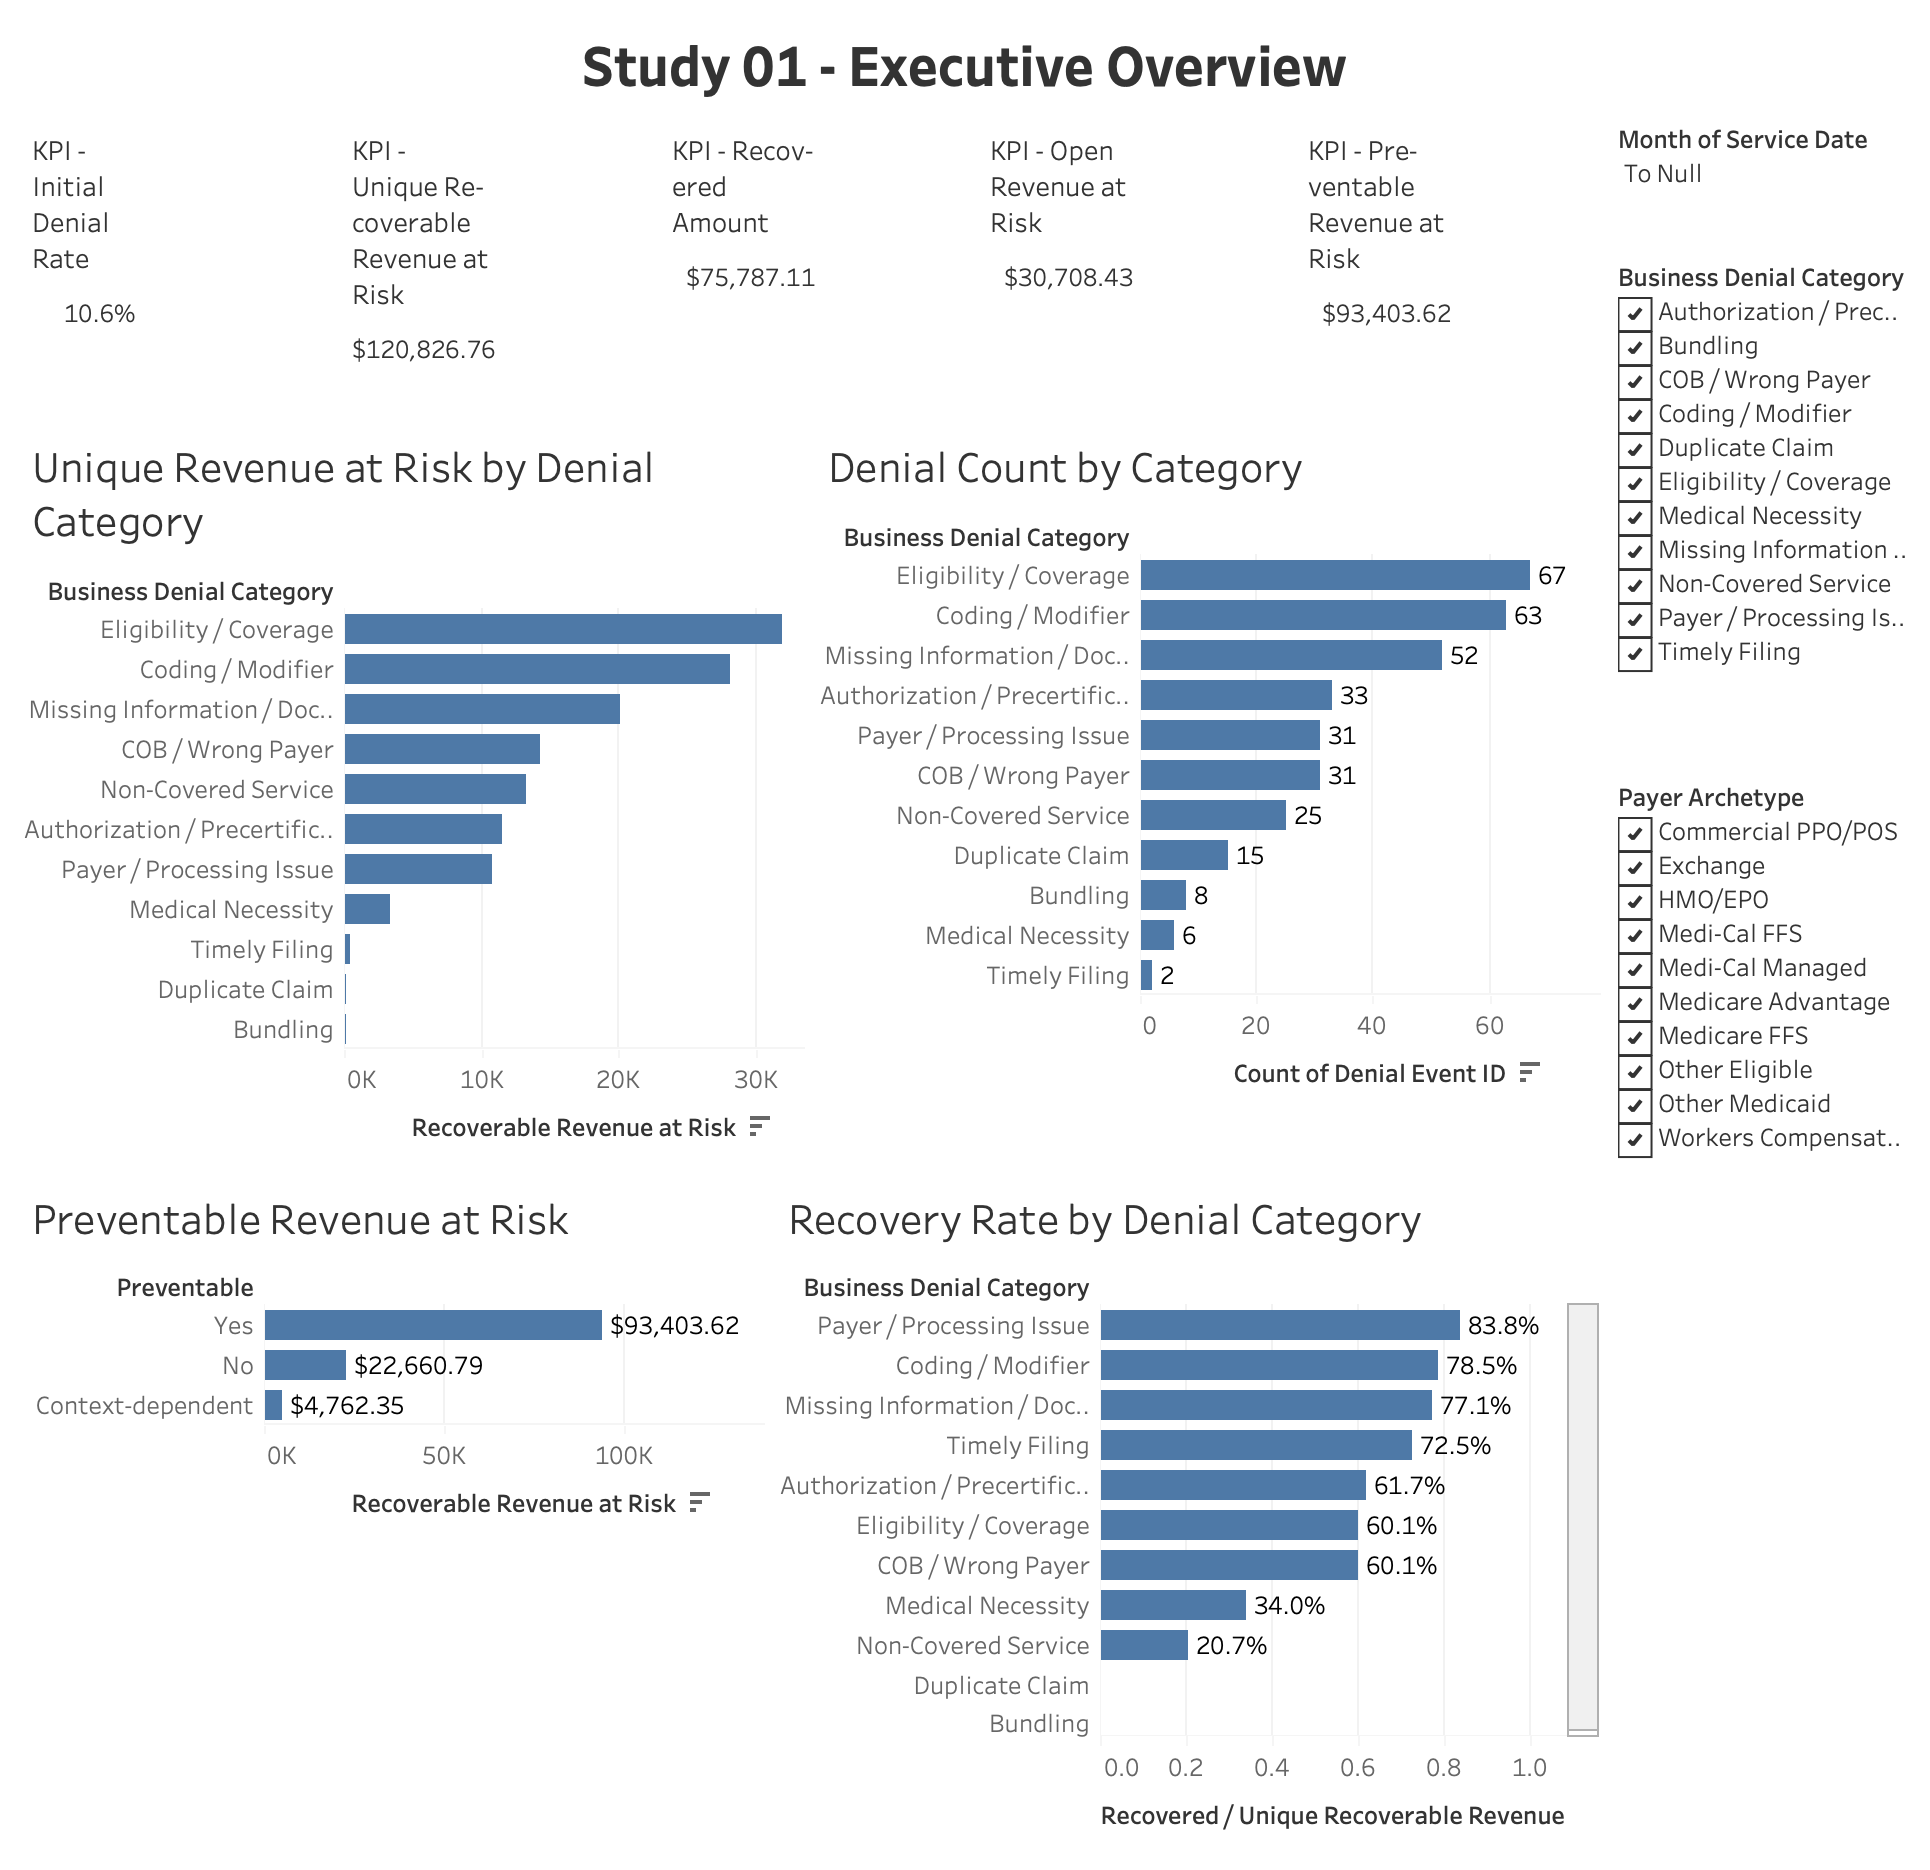 Study 01 - Executive Overview
KPI -
Initial
Denial
Rate
10.6%
KPI -
Unique Re-
coverable
Revenue at
Risk
$120,826.76
KPI - Recov-
ered
Amount
$75,787.11
KPI - Open
Revenue at
Risk
$30,708.43
KPI - Pre-
ventable
Revenue at
Risk
$93,403.62
Month of Service Date
To Null
Business Denial Category
Authorization / Prec..
Bundling
COB / Wrong Payer
Coding / Modifier
Duplicate Claim
Eligibility / Coverage
Medical Necessity
Missing Information ..
Non-Covered Service
Payer / Processing Is..
Timely Filing
Payer Archetype
Commercial PPO/POS
Exchange
HMO/EPO
Medi-Cal FFS
Medi-Cal Managed
Medicare Advantage
Medicare FFS
Other Eligible
Other Medicaid
Workers Compensat..
Unique Revenue at Risk by Denial
Category
Business Denial Category
Eligibility / Coverage
Coding / Modifier
Missing Information / Doc..
COB / Wrong Payer
Non-Covered Service
Authorization / Precertific..
Payer / Processing Issue
Medical Necessity
Timely Filing
Duplicate Claim
Bundling
0K 10K 20K 30K
Recoverable Revenue at Risk
Denial Count by Category
Business Denial Category
Eligibility / Coverage 67
Coding / Modifier 63
Missing Information / Doc.. 52
Authorization / Precertific.. 33
Payer / Processing Issue 31
COB / Wrong Payer 31
Non-Covered Service 25
Duplicate Claim 15
Bundling 8
Medical Necessity 6
Timely Filing 2
0 20 40 60
Count of Denial Event ID
Preventable Revenue at Risk
Preventable
Yes $93,403.62
No $22,660.79
Context-dependent $4,762.35
0K 50K 100K
Recoverable Revenue at Risk
Recovery Rate by Denial Category
Business Denial Category
Payer / Processing Issue 83.8%
Coding / Modifier 78.5%
Missing Information / Doc.. 77.1%
Timely Filing 72.5%
Authorization / Precertific.. 61.7%
Eligibility / Coverage 60.1%
COB / Wrong Payer 60.1%
Medical Necessity 34.0%
Non-Covered Service 20.7%
Duplicate Claim
Bundling
0.0 0.2 0.4 0.6 0.8 1.0
Recovered / Unique Recoverable Revenue